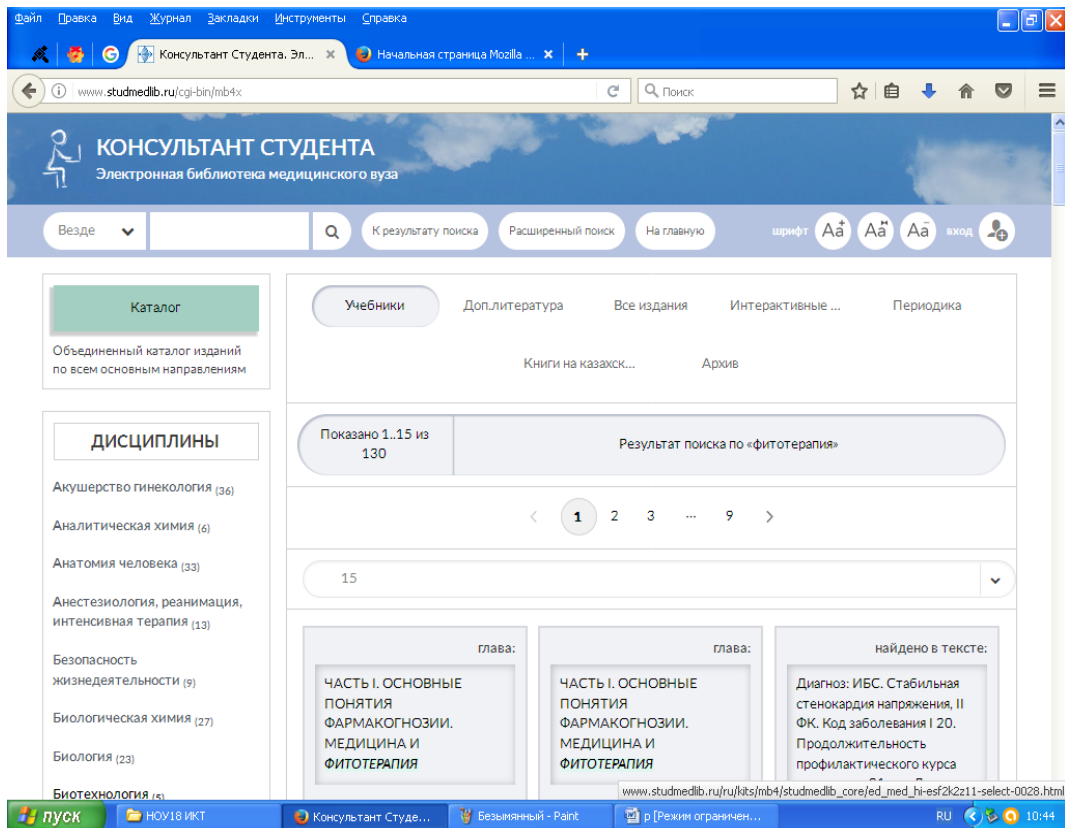 Файл Правка Вид Журнал Закладки Инструменты Справка
Консультант Студента. Эл... Начальная страница Mozilla ...
www.studmedlib.ru/cgi-bin/mb4x Поиск
КОНСУЛЬТАНТ СТУДЕНТА
Электронная библиотека медицинского вуза
Везде К результату поиска Расширенный поиск На главную шрифт Aa+ Aa Aa- вход
Каталог
Объединенный каталог изданий
по всем основным направлениям
ДИСЦИПЛИНЫ
Акушерство гинекология (36)
Аналитическая химия (6)
Анатомия человека (33)
Анестезиология, реанимация,
интенсивная терапия (13)
Безопасность
жизнедеятельности (9)
Биологическая химия (27)
Биология (23)
Биотехнология (5)
Учебники Доп.литература Все издания Интерактивные ... Периодика
Книги на казахск... Архив
Показано 1..15 из
130
Результат поиска по «фитотерапия»
< 1 2 3 ... 9 >
15
глава:
ЧАСТЬ I. ОСНОВНЫЕ
ПОНЯТИЯ
ФАРМАКОГНОЗИИ.
МЕДИЦИНА И
ФИТОТЕРАПИЯ
глава:
ЧАСТЬ I. ОСНОВНЫЕ
ПОНЯТИЯ
ФАРМАКОГНОЗИИ.
МЕДИЦИНА И
ФИТОТЕРАПИЯ
найдено в тексте:
Диагноз: ИБС. Стабильная
стенокардия напряжения, II
ФК. Код заболевания I 20.
Продолжительность
профилактического курса
www.studmedlib.ru/ru/kits/mb4/studmedlib_core/ed_med_hi-esf2k2z11-select-0028.html
пуск НОУ18 ИКТ Консультант Студе... Безымянный - Paint р [Режим ограничен... RU 10:44